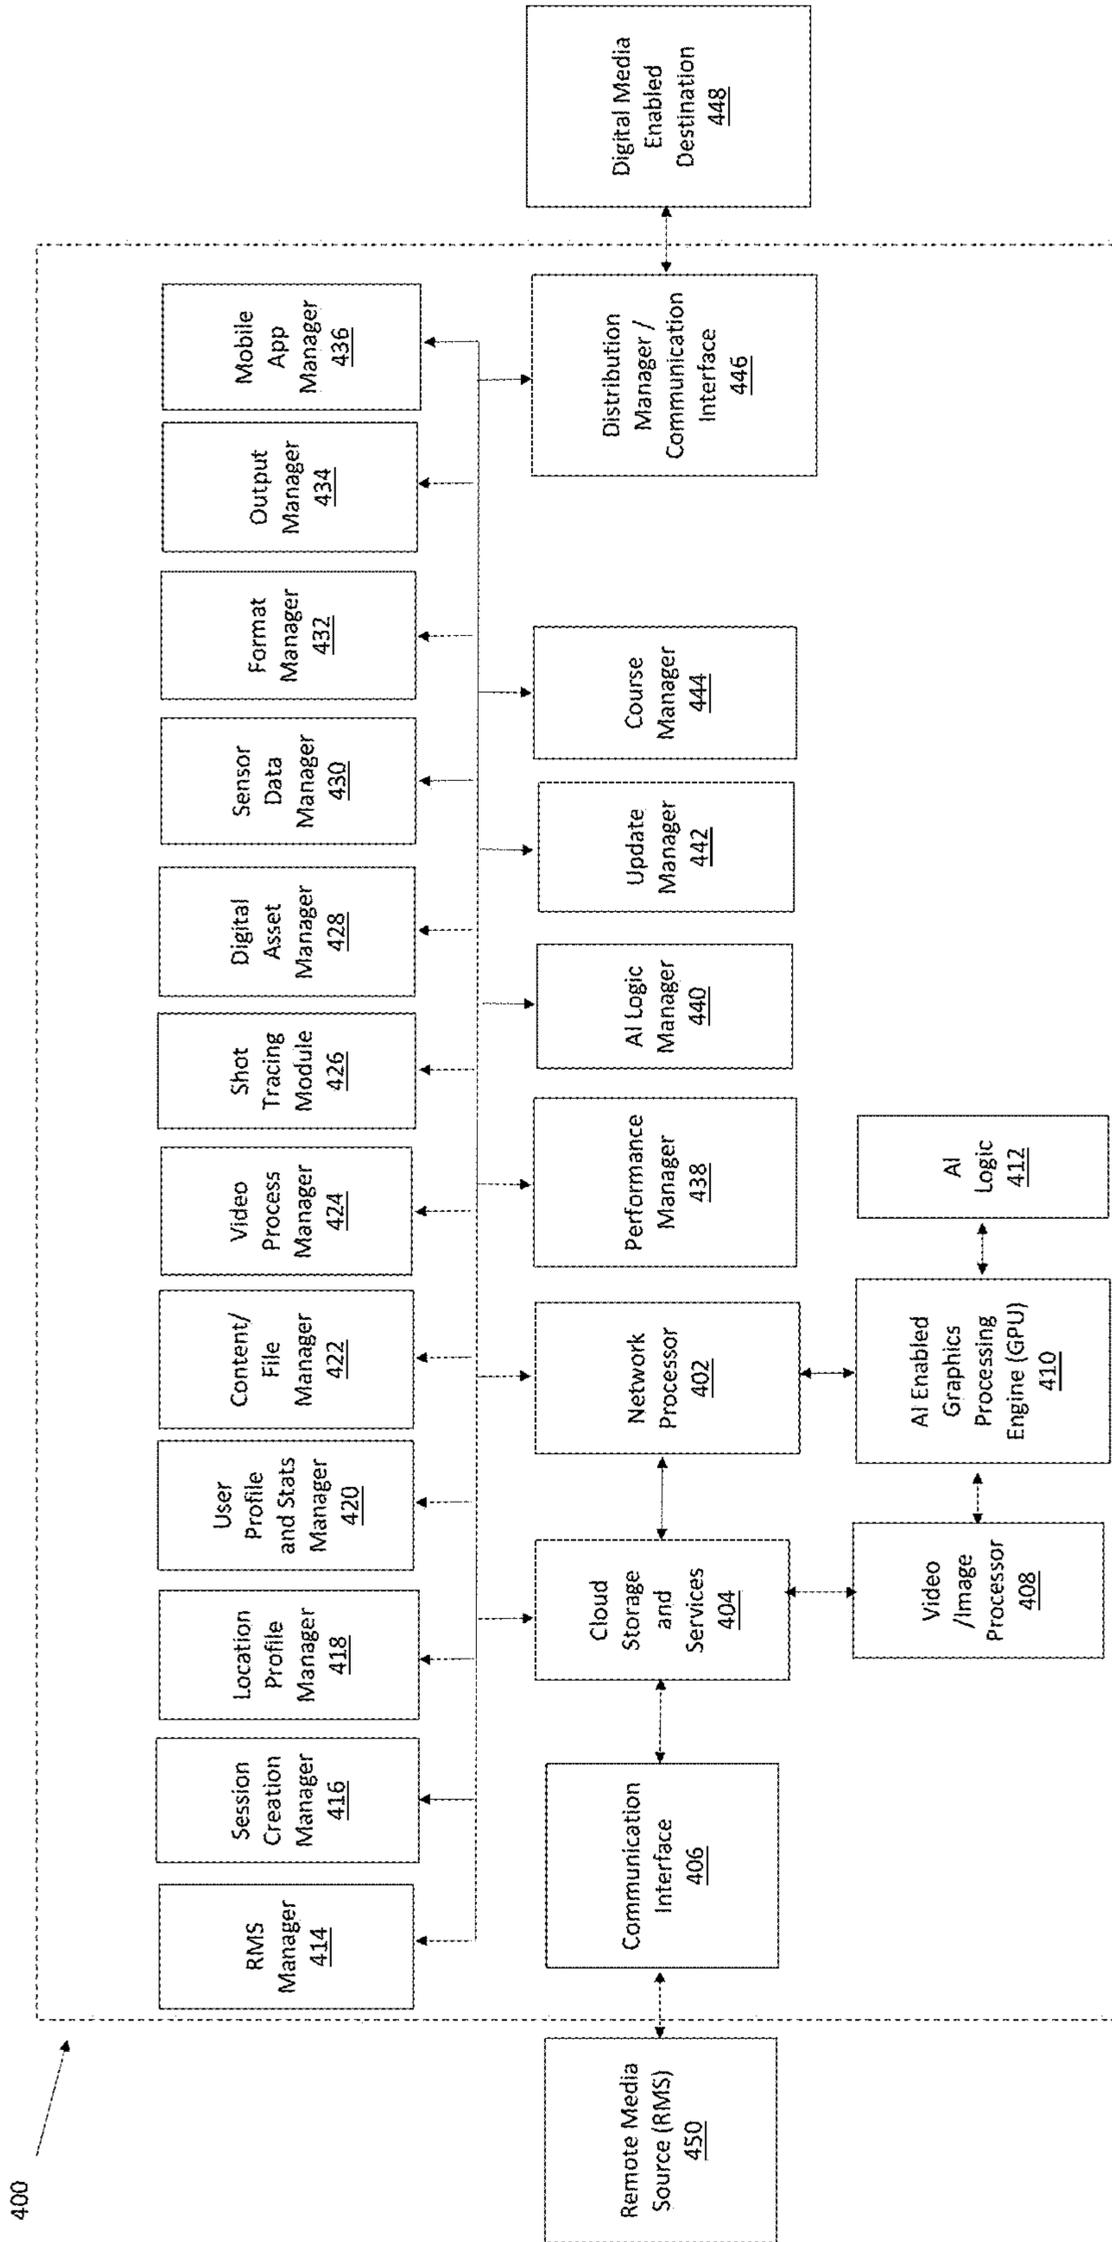 400
RMS
Manager
414
Session
Creation
Manager
416
Location
Profile
Manager
418
User
Profile
and Stats
Manager
420
Content/
File
Manager
422
Video
Process
Manager
424
Shot
Tracing
Module
426
Digital
Asset
Manager
428
Sensor
Data
Manager
430
Format
Manager
432
Output
Manager
434
Mobile
App
Manager
436
Remote Media
Source (RMS)
450
Communication
Interface
406
Cloud
Storage
and
Services
404
Network
Processor
402
Performance
Manager
438
AI Logic
Manager
440
Update
Manager
442
Course
Manager
444
Distribution
Manager /
Communication
Interface
446
Digital Media
Enabled
Destination
448
Video
/Image
Processor
408
AI Enabled
Graphics
Processing
Engine (GPU)
410
AI
Logic
412